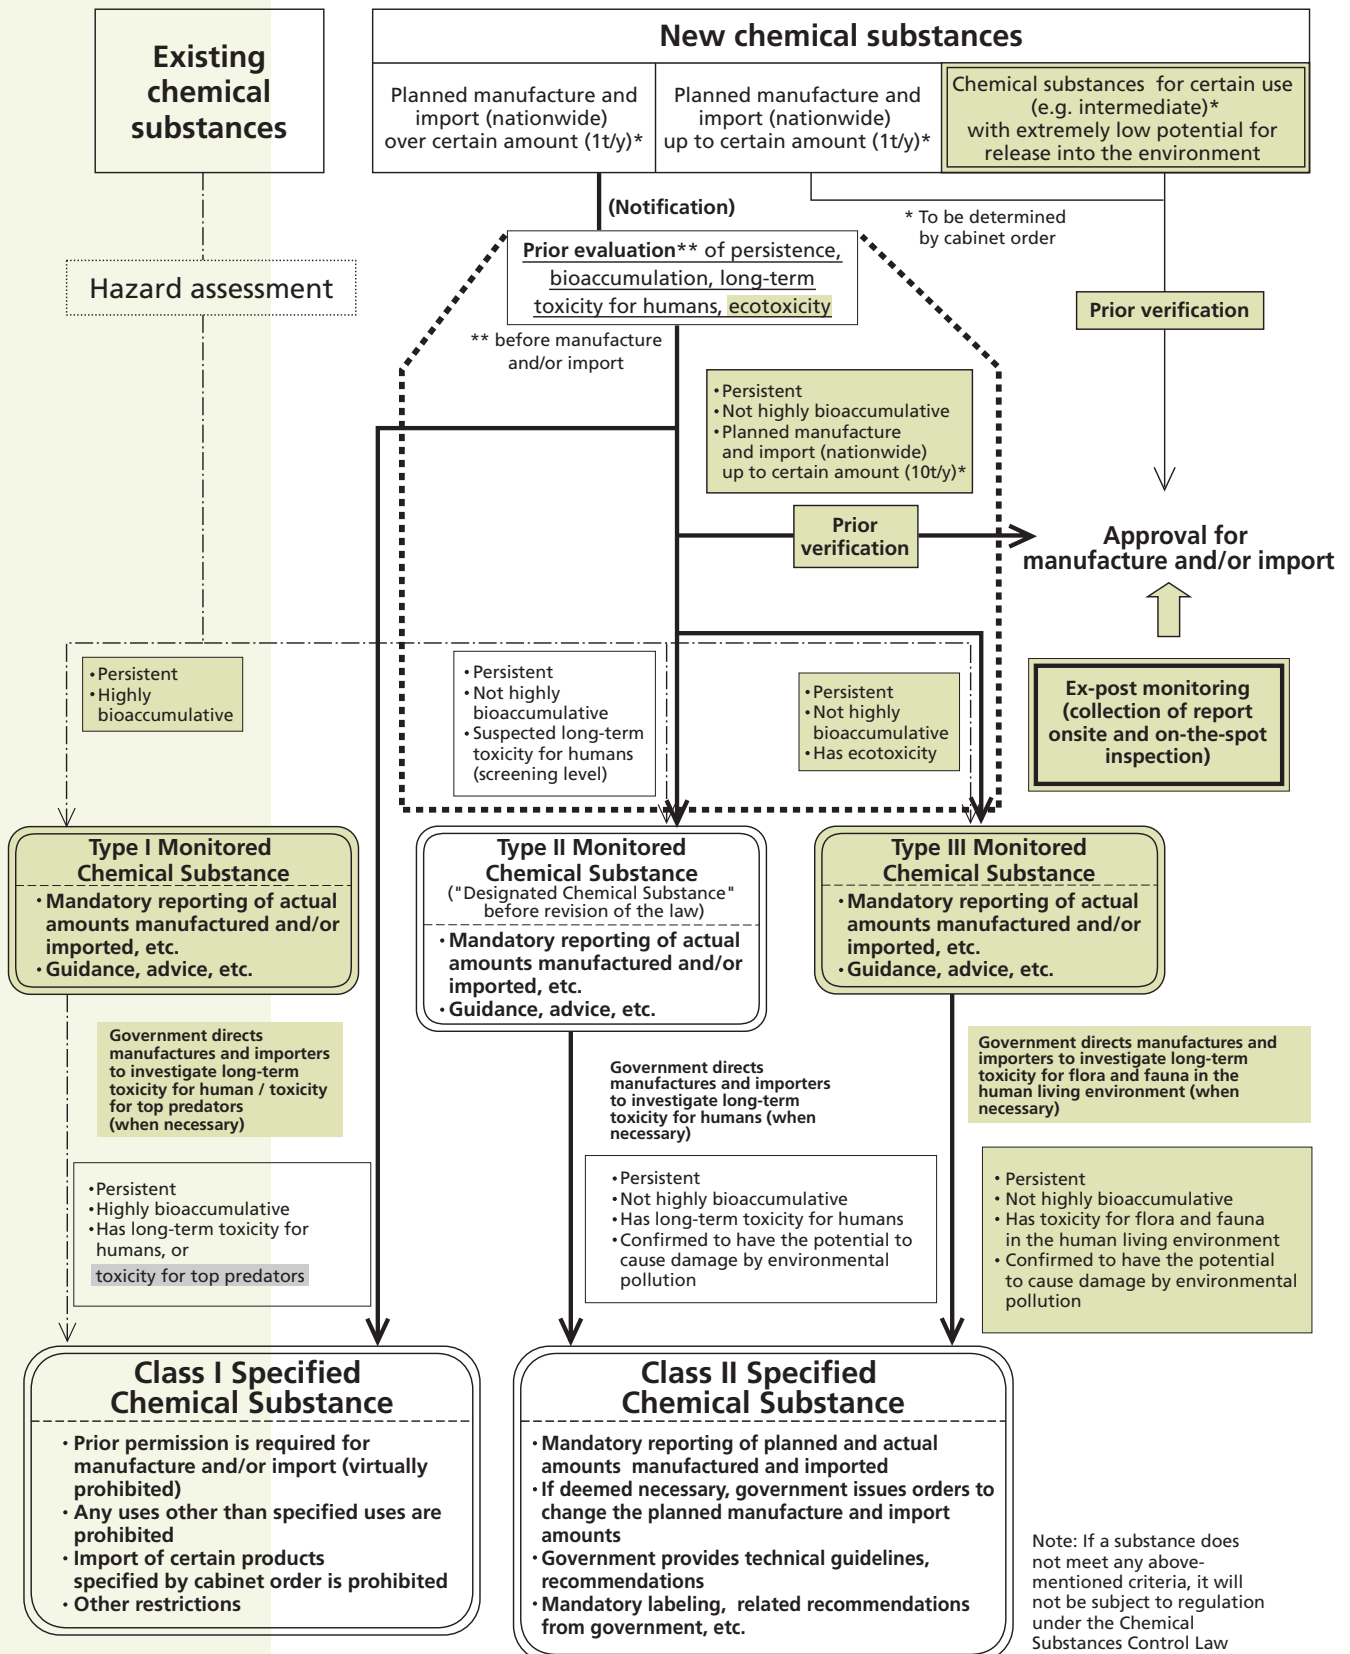 Existing
chemical
substances
New chemical substances
Planned manufacture and
import (nationwide)
over certain amount (1t/y)*
Planned manufacture and
import (nationwide)
up to certain amount (1t/y)*
Chemical substances for certain use
(e.g. intermediate)*
with extremely low potential for
release into the environment
(Notification)
* To be determined
by cabinet order
Prior evaluation** of persistence,
bioaccumulation, long-term
toxicity for humans, ecotoxicity
** before manufacture
and/or import
Hazard assessment
Prior verification
・Persistent
・Not highly bioaccumulative
・Planned manufacture
and import (nationwide)
up to certain amount (10t/y)*
Prior
verification
Approval for
manufacture and/or import
・Persistent
・Highly
bioaccumulative
・Persistent
・Not highly
bioaccumulative
・Suspected long-term
toxicity for humans
(screening level)
・Persistent
・Not highly
bioaccumulative
・Has ecotoxicity
Ex-post monitoring
(collection of report
onsite and on-the-spot
inspection)
Type I Monitored
Chemical Substance
・Mandatory reporting of actual
amounts manufactured and/or
imported, etc.
・Guidance, advice, etc.
Type II Monitored
Chemical Substance
("Designated Chemical Substance"
before revision of the law)
・Mandatory reporting of actual
amounts manufactured and/or
imported, etc.
・Guidance, advice, etc.
Type III Monitored
Chemical Substance
・Mandatory reporting of actual
amounts manufactured and/or
imported, etc.
・Guidance, advice, etc.
Government directs
manufactures and importers
to investigate long-term
toxicity for human / toxicity
for top predators
(when necessary)
Government directs
manufactures and importers
to investigate long-term
toxicity for humans (when
necessary)
Government directs manufactures and
importers to investigate long-term
toxicity for flora and fauna in the
human living environment (when
necessary)
・Persistent
・Highly bioaccumulative
・Has long-term toxicity for
humans, or
toxicity for top predators
・Persistent
・Not highly bioaccumulative
・Has long-term toxicity for humans
・Confirmed to have the potential to
cause damage by environmental
pollution
・Persistent
・Not highly bioaccumulative
・Has toxicity for flora and fauna
in the human living environment
・Confirmed to have the potential
to cause damage by environmental
pollution
Class I Specified
Chemical Substance
・Prior permission is required for
manufacture and/or import (virtually
prohibited)
・Any uses other than specified uses are
prohibited
・Import of certain products
specified by cabinet order is prohibited
・Other restrictions
Class II Specified
Chemical Substance
・Mandatory reporting of planned and actual
amounts manufactured and imported
・If deemed necessary, government issues orders to
change the planned manufacture and import
amounts
・Government provides technical guidelines,
recommendations
・Mandatory labeling, related recommendations
from government, etc.
Note: If a substance does
not meet any above-
mentioned criteria, it will
not be subject to regulation
under the Chemical
Substances Control Law